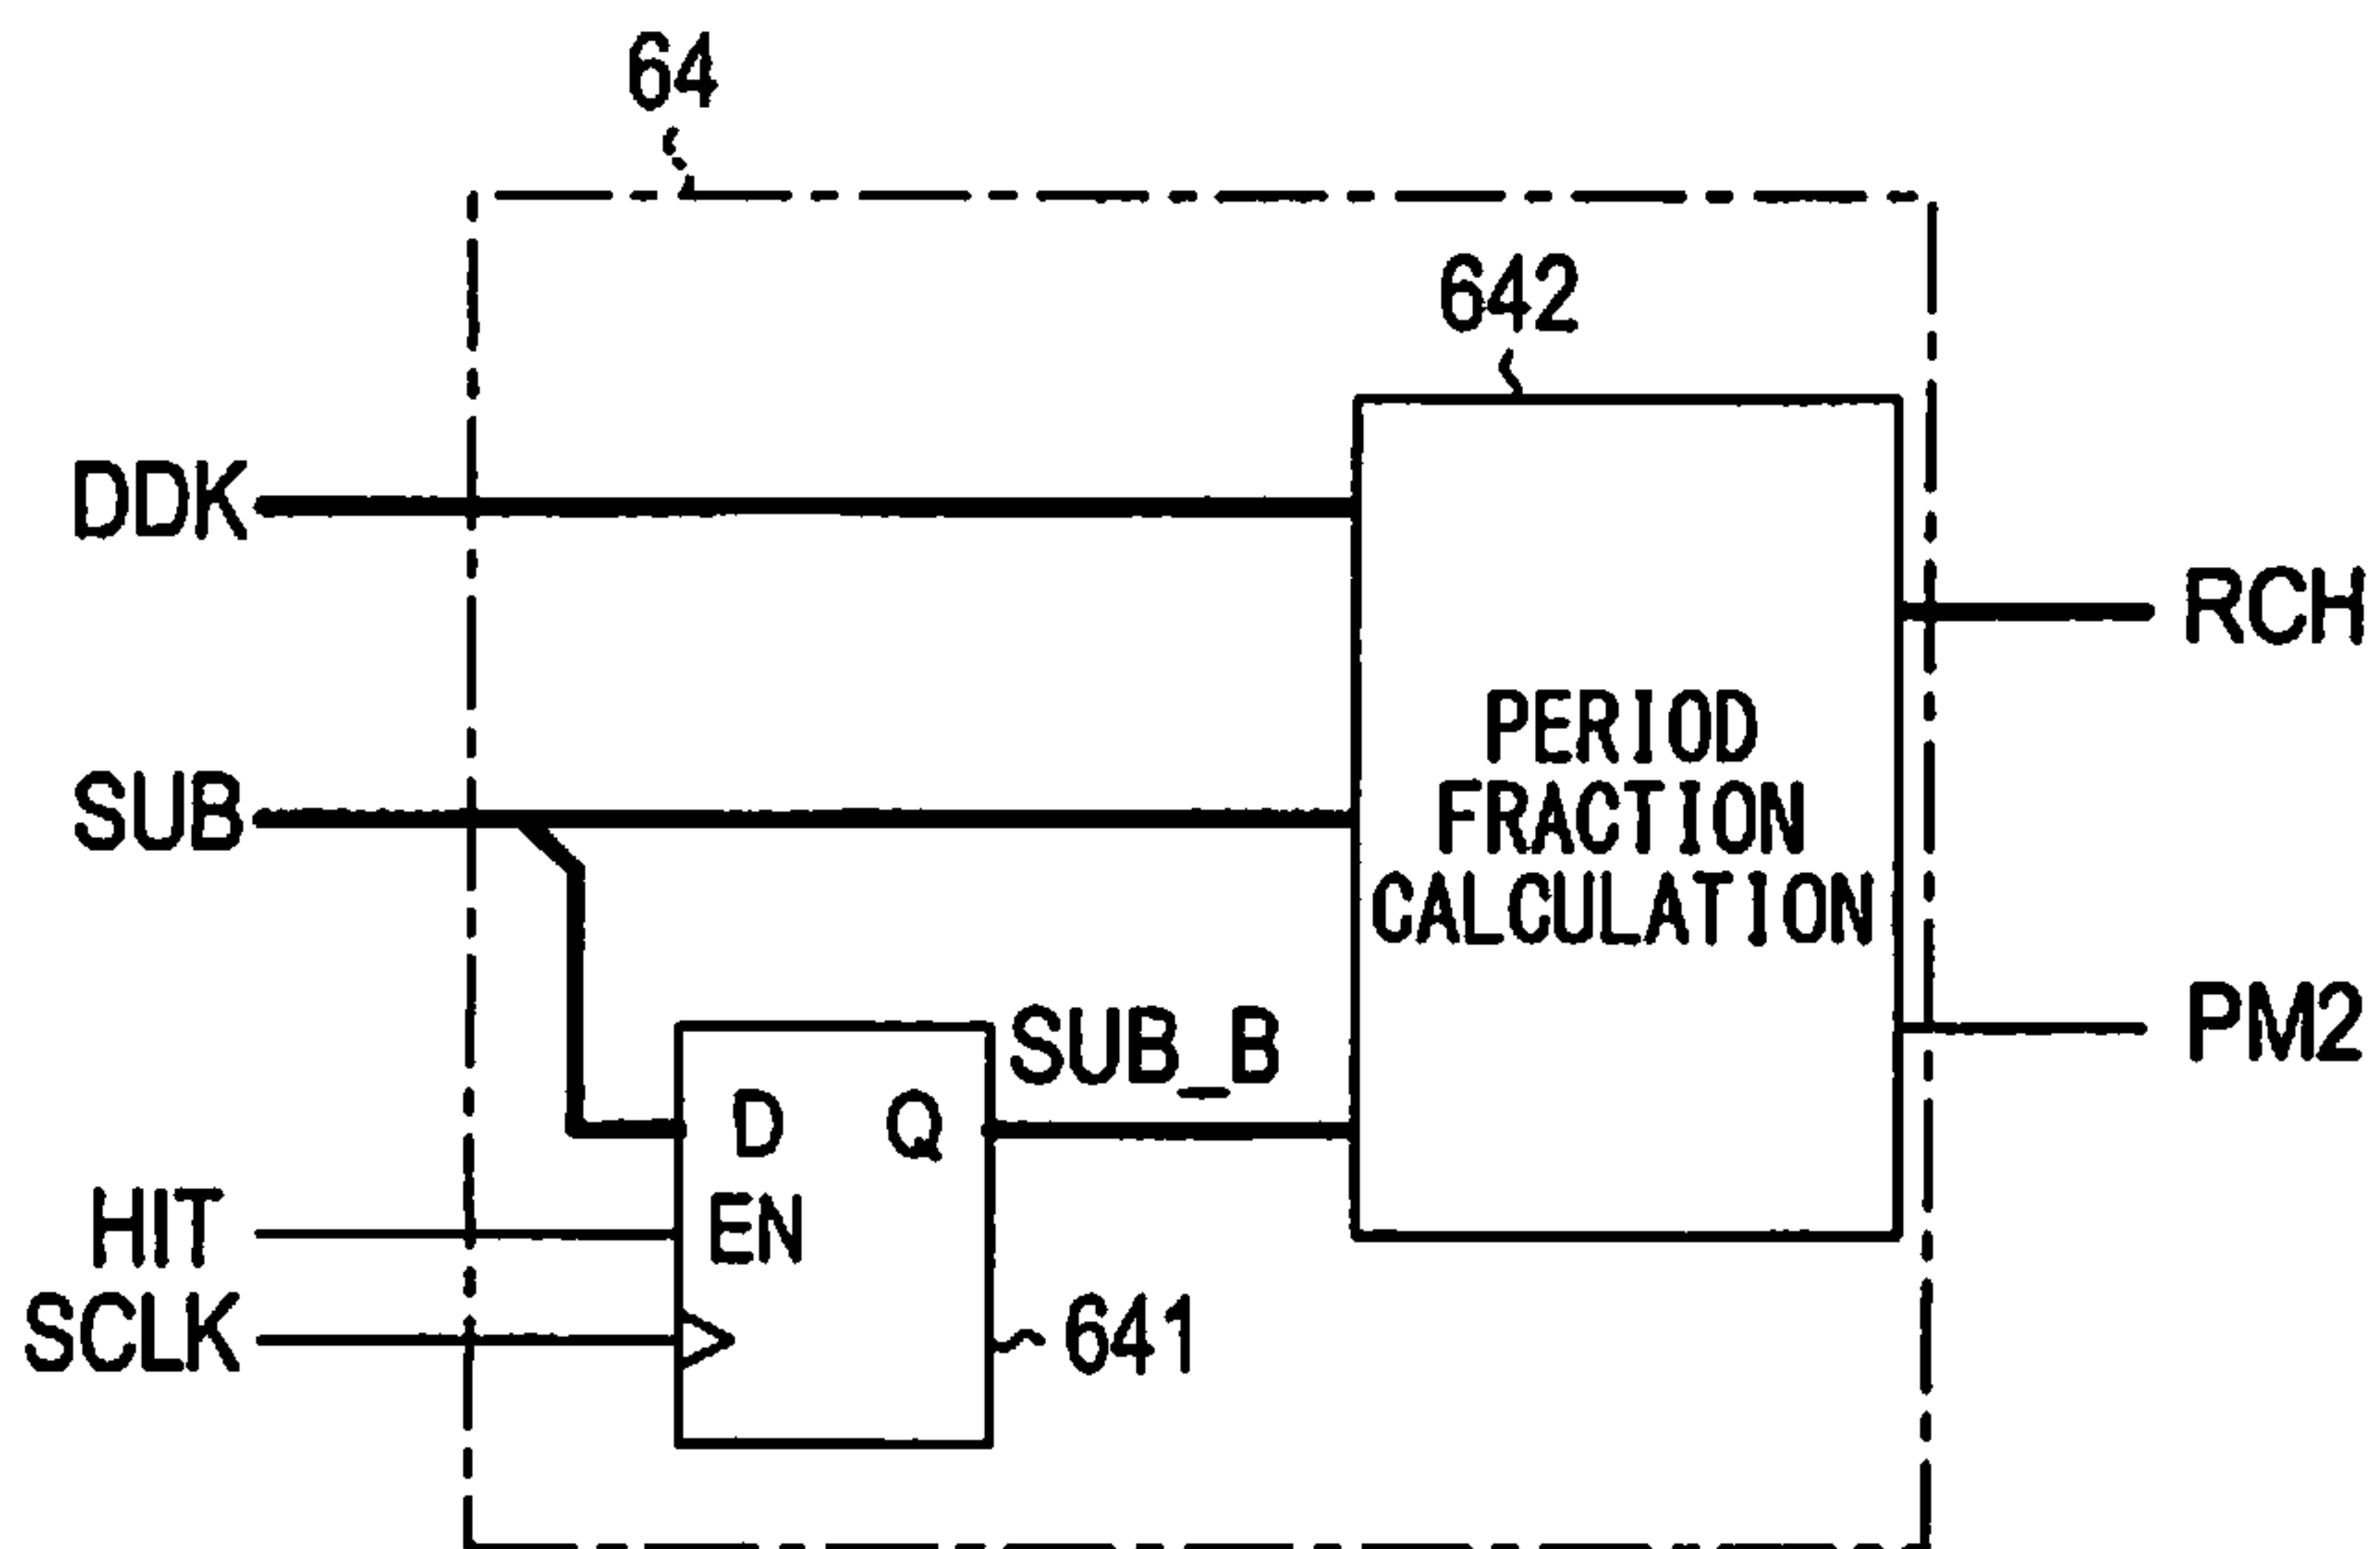 64
642
DDK
RCH
PERIOD
FRACTION
CALCULATION
SUB
SUB_B
PM2
D Q
EN
HIT
SCLK
641